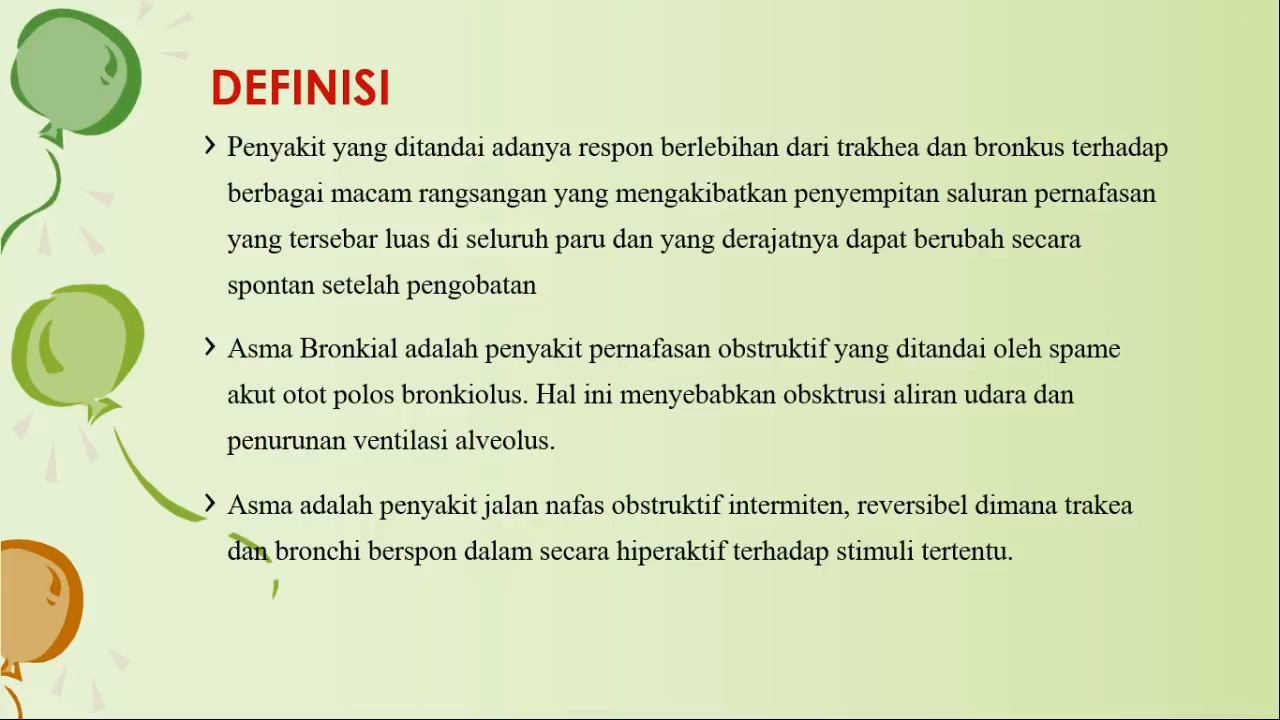 DEFINISI
Penyakit yang ditandai adanya respon berlebihan dari trakhea dan bronkus terhadap
berbagai macam rangsangan yang mengakibatkan penyempitan saluran pernafasan
yang tersebar luas di seluruh paru dan yang derajatnya dapat berubah secara
spontan setelah pengobatan
Asma Bronkial adalah penyakit pernafasan obstruktif yang ditandai oleh spame
akut otot polos bronkiolus. Hal ini menyebabkan obsktrusi aliran udara dan
penurunan ventilasi alveolus.
Asma adalah penyakit jalan nafas obstruktif intermiten, reversibel dimana trakea
dan bronchi berspon dalam secara hiperaktif terhadap stimuli tertentu.